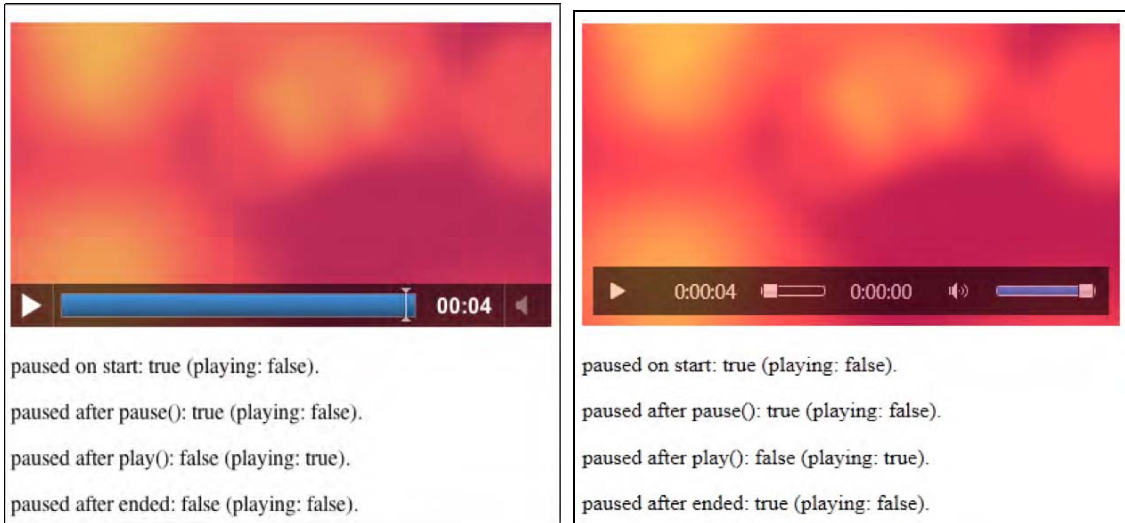 00:04
paused on start: true (playing: false).
paused after pause(): true (playing: false).
paused after play(): false (playing: true).
paused after ended: false (playing: false).
0:00:04 0:00:00
paused on start: true (playing: false).
paused after pause(): true (playing: false).
paused after play(): false (playing: true).
paused after ended: true (playing: false).